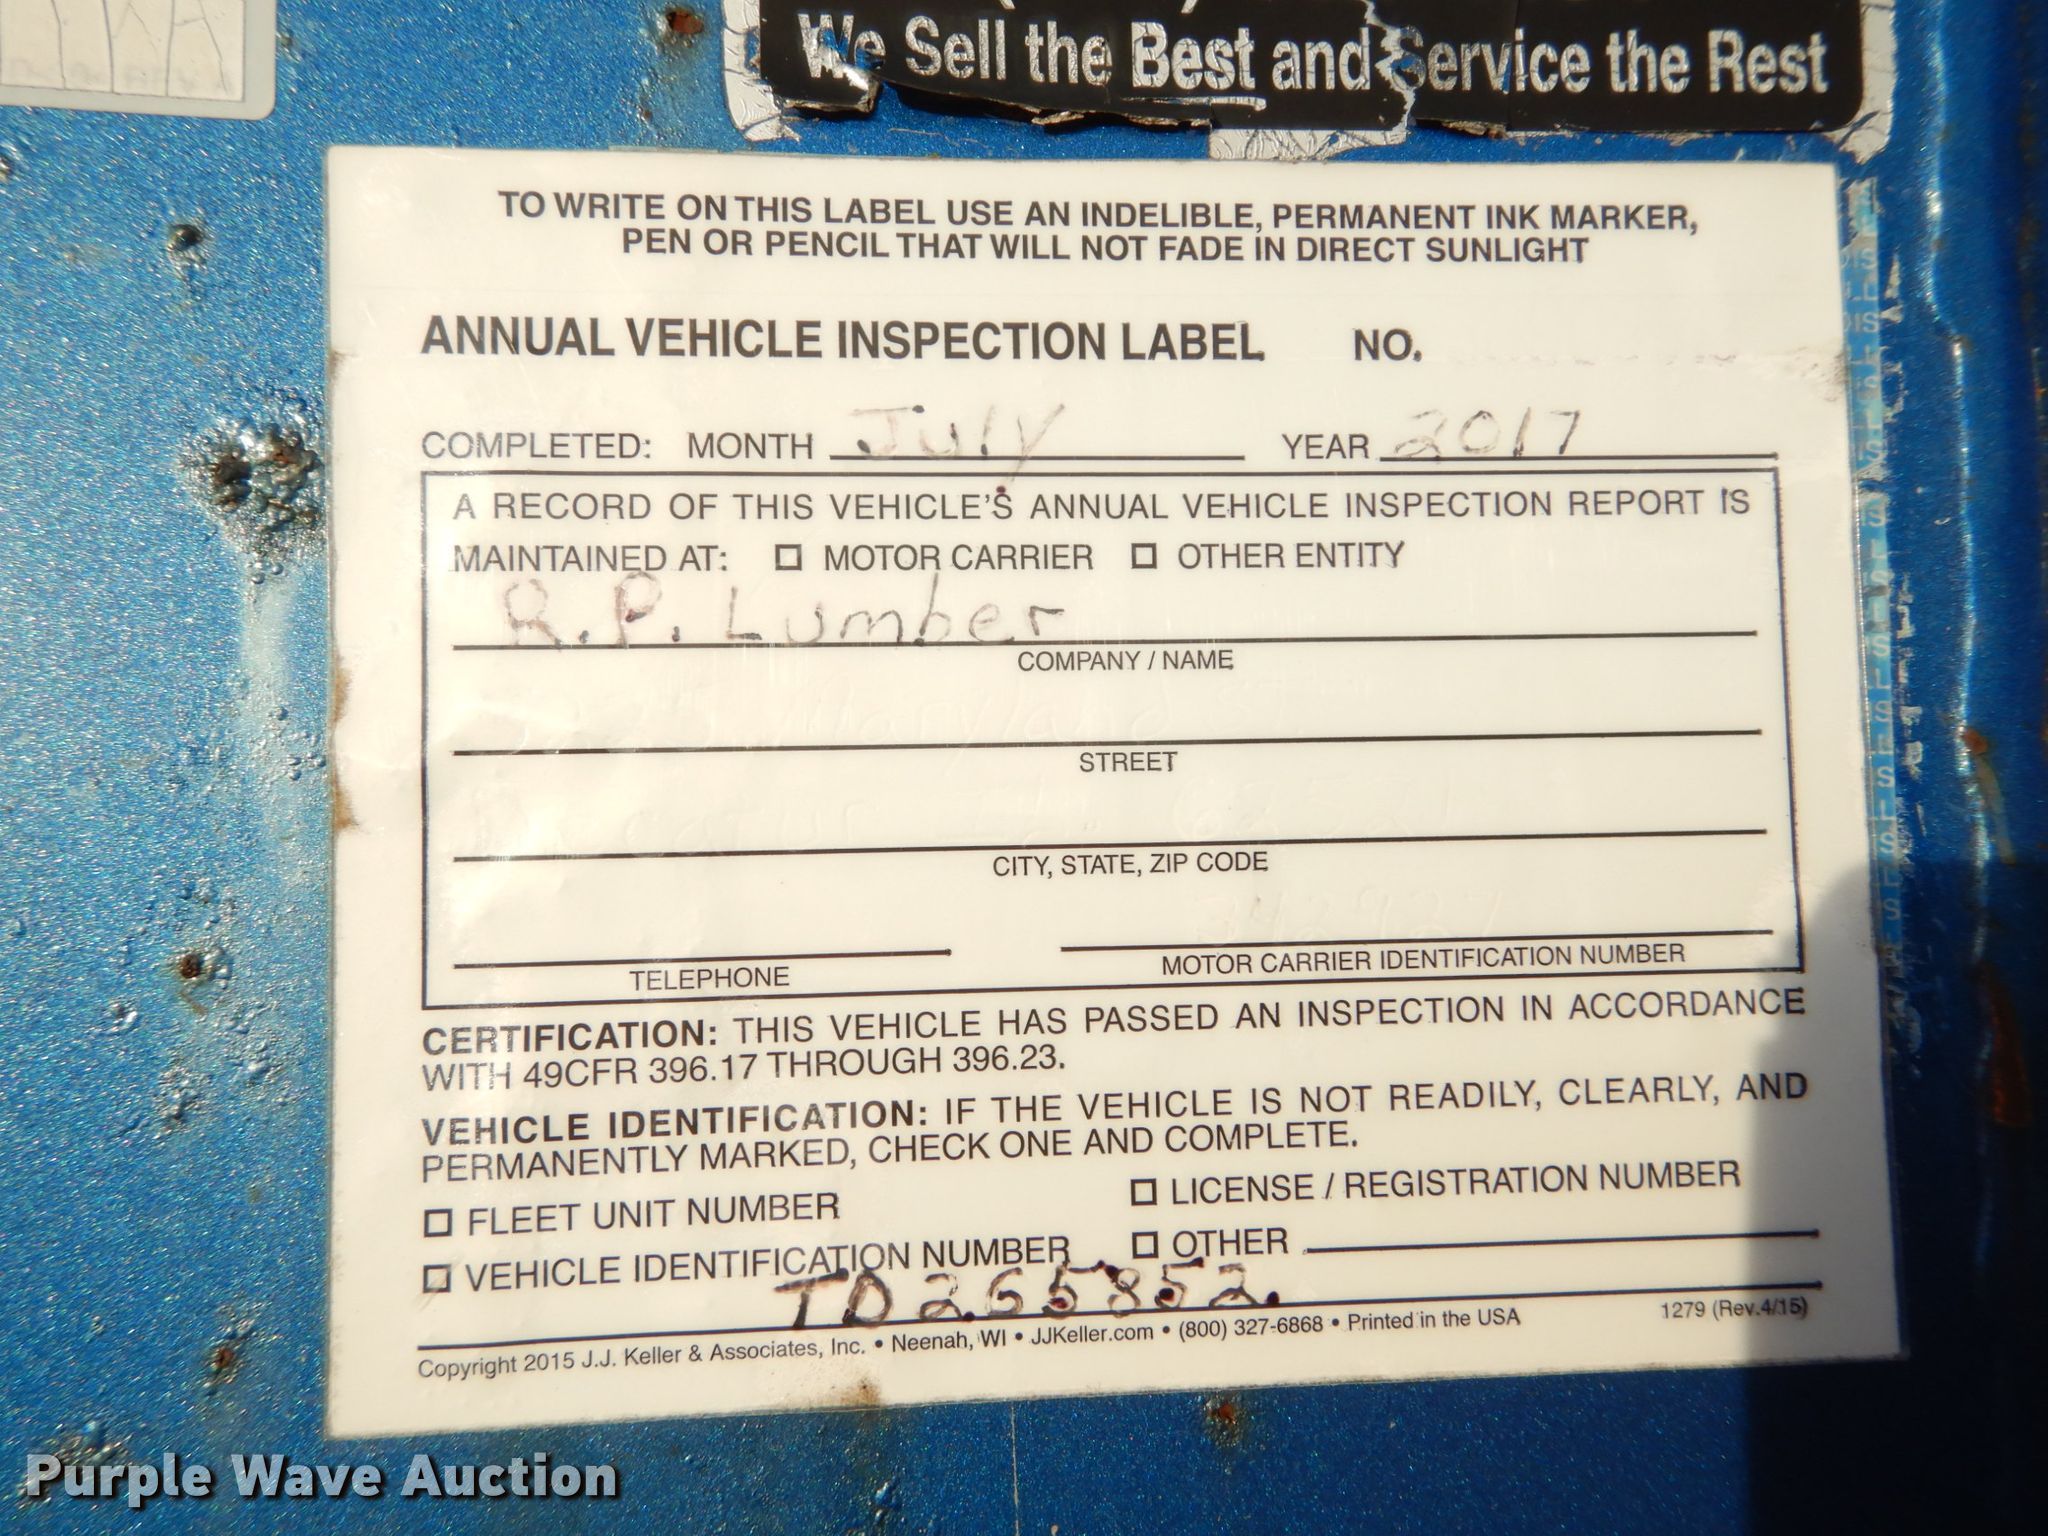 We Sell the Best and Service the Rest
TO WRITE ON THIS LABEL USE AN INDELIBLE, PERMANENT INK MARKER,
PEN OR PENCIL THAT WILL NOT FADE IN DIRECT SUNLIGHT
ANNUAL VEHICLE INSPECTION LABEL NO.
COMPLETED: MONTH July YEAR 2017
A RECORD OF THIS VEHICLE'S ANNUAL VEHICLE INSPECTION REPORT IS
MAINTAINED AT: MOTOR CARRIER OTHER ENTITY
R.P. Lumber
COMPANY / NAME
Maryland ST
STREET
CITY, STATE, ZIP CODE
TELEPHONE
MOTOR CARRIER IDENTIFICATION NUMBER
CERTIFICATION: THIS VEHICLE HAS PASSED AN INSPECTION IN ACCORDANCE
WITH 49CFR 396.17 THROUGH 396.23.
VEHICLE IDENTIFICATION: IF THE VEHICLE IS NOT READILY, CLEARLY, AND
PERMANENTLY MARKED, CHECK ONE AND COMPLETE.
FLEET UNIT NUMBER
LICENSE / REGISTRATION NUMBER
VEHICLE IDENTIFICATION NUMBER
OTHER
TD265852
Copyright 2015 J.J. Keller & Associates, Inc. • Neenah, WI • JJKeller.com • (800) 327-6868 • Printed in the USA 1279 (Rev.4/15)
Purple Wave Auction